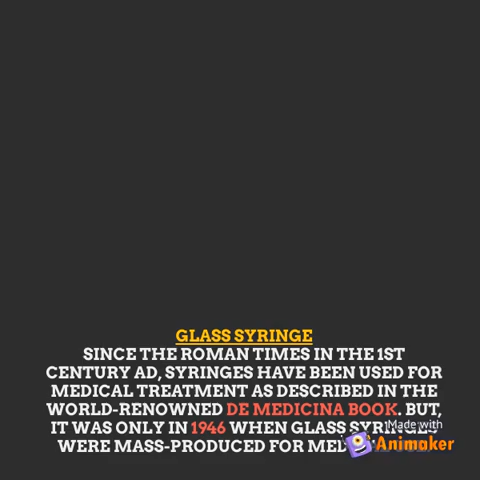 GLASS SYRINGE
SINCE THE ROMAN TIMES IN THE 1ST
CENTURY AD, SYRINGES HAVE BEEN USED FOR
MEDICAL TREATMENT AS DESCRIBED IN THE
WORLD-RENOWNED DE MEDICINA BOOK. BUT,
IT WAS ONLY IN 1946 WHEN GLASS SYRINGES
WERE MASS-PRODUCED FOR
Made with
Animaker